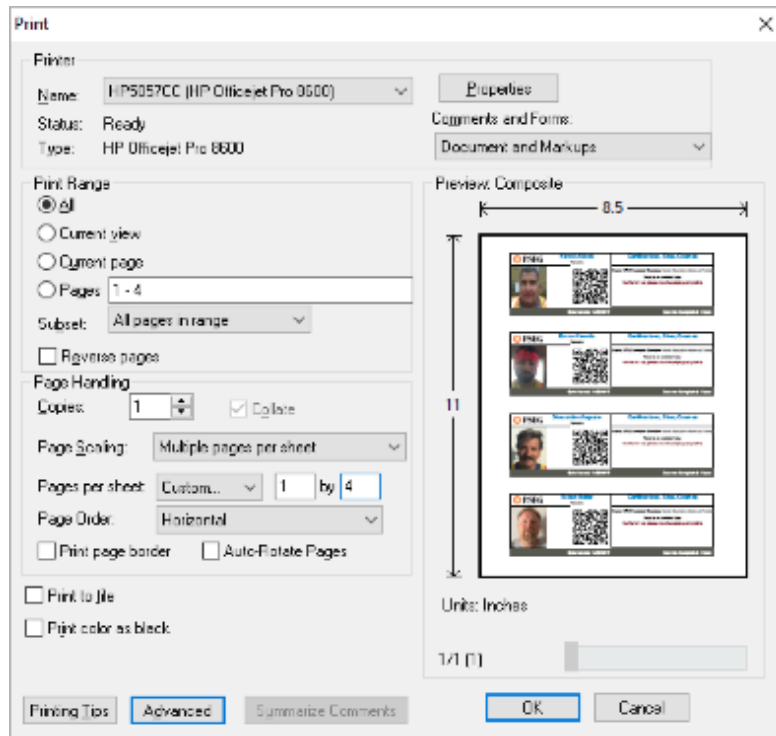 Print
Printer
Name: HP5057CC (HP Officejet Pro 8600)
Properties
Status: Ready
Comments and Forms:
Type: HP Officejet Pro 8600
Document and Markups
Print Range
All
Current view
Current page
Pages 1 - 4
Subset: All pages in range
Reverse pages
Page Handling
Copies: 1 Collate
Page Scaling: Multiple pages per sheet
Pages per sheet: Custom... 1 by 4
Page Order: Horizontal
Print page border Auto-Rotate Pages
Print to file
Print color as black
Preview: Composite
8.5
11
Units: Inches
1/1 (1)
Printing Tips
Advanced
Summarize Comments
OK
Cancel